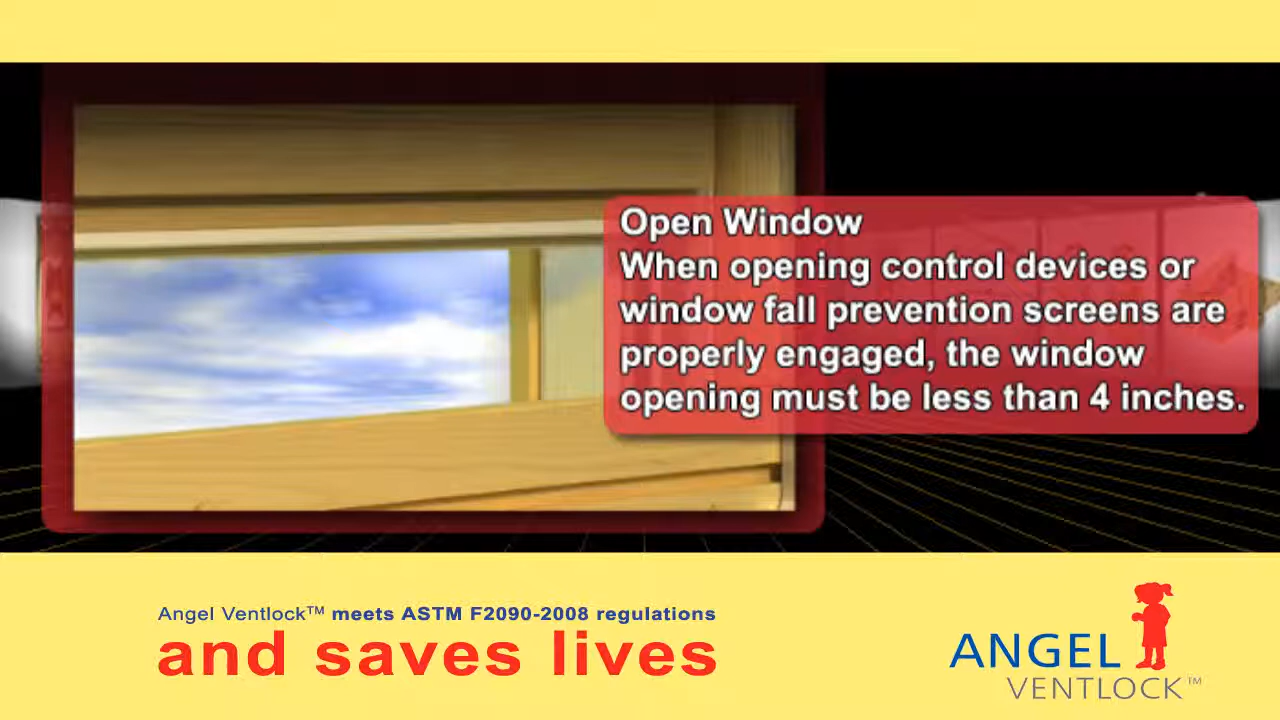 Open Window
When opening control devices or
window fall prevention screens are
properly engaged, the window
opening must be less than 4 inches.
Angel Ventlock™ meets ASTM F2090-2008 regulations
and saves lives
ANGEL
VENTLOCK™